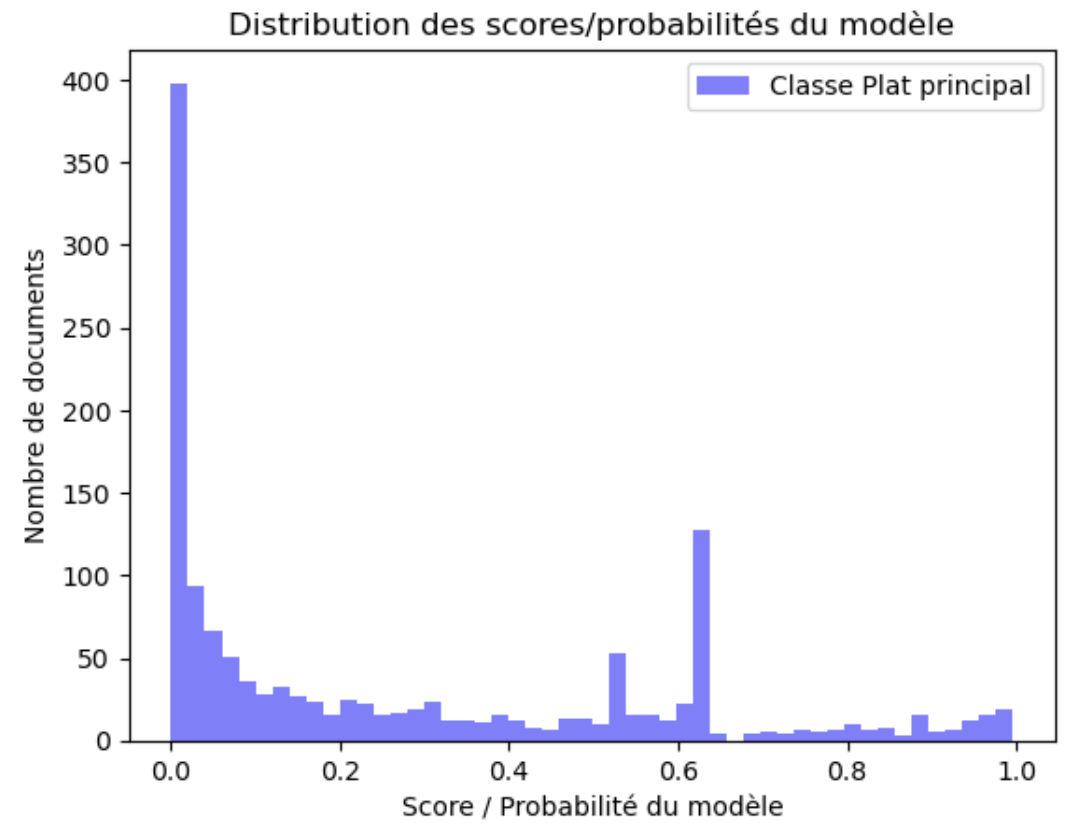 Distribution des scores/probabilités du modèle
Classe Plat principal
Nombre de documents
400
350
300
250
200
150
100
50
0
0.0 0.2 0.4 0.6 0.8 1.0
Score / Probabilité du modèle